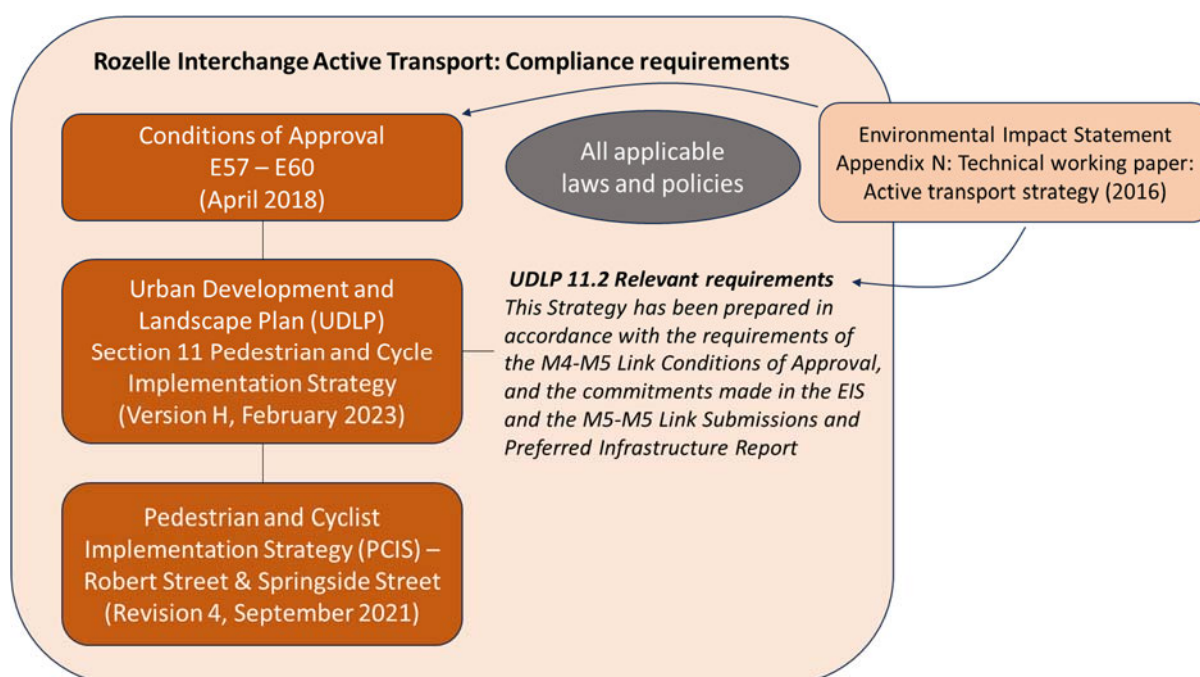 Rozelle Interchange Active Transport: Compliance requirements
Conditions of Approval
E57 – E60
(April 2018)
All applicable
laws and policies
Environmental Impact Statement
Appendix N: Technical working paper:
Active transport strategy (2016)
Urban Development and
Landscape Plan (UDLP)
Section 11 Pedestrian and Cycle
Implementation Strategy
(Version H, February 2023)
UDLP 11.2 Relevant requirements
This Strategy has been prepared in
accordance with the requirements of
the M4-M5 Link Conditions of Approval,
and the commitments made in the EIS
and the M5-M5 Link Submissions and
Preferred Infrastructure Report
Pedestrian and Cyclist
Implementation Strategy (PCIS) –
Robert Street & Springside Street
(Revision 4, September 2021)